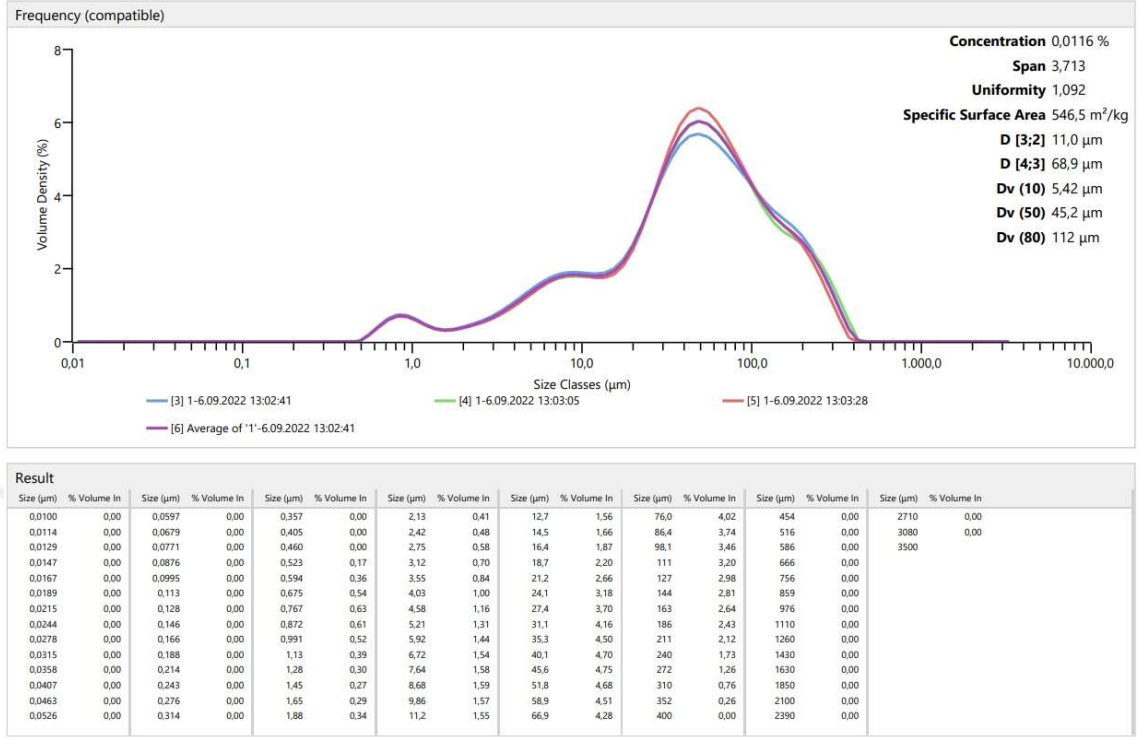 Frequency (compatible)
Concentration 0,0116 %
Span 3,713
Uniformity 1,092
Specific Surface Area 546,5 m²/kg
D [3;2] 11,0 µm
D [4;3] 68,9 µm
Dv (10) 5,42 µm
Dv (50) 45,2 µm
Dv (80) 112 µm
Volume Density (%)
8
6
4
2
0
0,01 0,1 1,0 10,0 100,0 1.000,0 10.000,0
Size Classes (µm)
[3] 1-6.09.2022 13:02:41 [4] 1-6.09.2022 13:03:05 [5] 1-6.09.2022 13:03:28
[6] Average of '1'-6.09.2022 13:02:41
Result
Size (µm) % Volume In Size (µm) % Volume In Size (µm) % Volume In Size (µm) % Volume In Size (µm) % Volume In Size (µm) % Volume In Size (µm) % Volume In Size (µm) % Volume In
0,0100 0,00 0,0597 0,00 0,357 0,00 2,13 0,41 12,7 1,56 76,0 4,02 454 0,00 2710 0,00
0,0114 0,00 0,0679 0,00 0,405 0,00 2,42 0,48 14,5 1,66 86,4 3,74 516 0,00 3080 0,00
0,0129 0,00 0,0771 0,00 0,460 0,00 2,75 0,58 16,4 1,87 98,1 3,46 586 0,00 3500
0,0147 0,00 0,0876 0,00 0,523 0,17 3,12 0,70 18,7 2,20 111 3,20 666 0,00
0,0167 0,00 0,0995 0,00 0,594 0,36 3,55 0,84 21,2 2,66 127 2,98 756 0,00
0,0189 0,00 0,113 0,00 0,675 0,54 4,03 1,00 24,1 3,18 144 2,81 859 0,00
0,0215 0,00 0,128 0,00 0,767 0,63 4,58 1,16 27,4 3,70 163 2,64 976 0,00
0,0244 0,00 0,146 0,00 0,872 0,61 5,21 1,31 31,1 4,16 186 2,43 1110 0,00
0,0278 0,00 0,166 0,00 0,991 0,52 5,92 1,44 35,3 4,50 211 2,12 1260 0,00
0,0315 0,00 0,188 0,00 1,13 0,39 6,72 1,54 40,1 4,70 240 1,73 1430 0,00
0,0358 0,00 0,214 0,00 1,28 0,30 7,64 1,58 45,6 4,75 272 1,26 1630 0,00
0,0407 0,00 0,243 0,00 1,45 0,27 8,68 1,59 51,8 4,68 310 0,76 1850 0,00
0,0463 0,00 0,276 0,00 1,65 0,29 9,86 1,57 58,9 4,51 352 0,26 2100 0,00
0,0526 0,00 0,314 0,00 1,88 0,34 11,2 1,55 66,9 4,28 400 0,00 2390 0,00